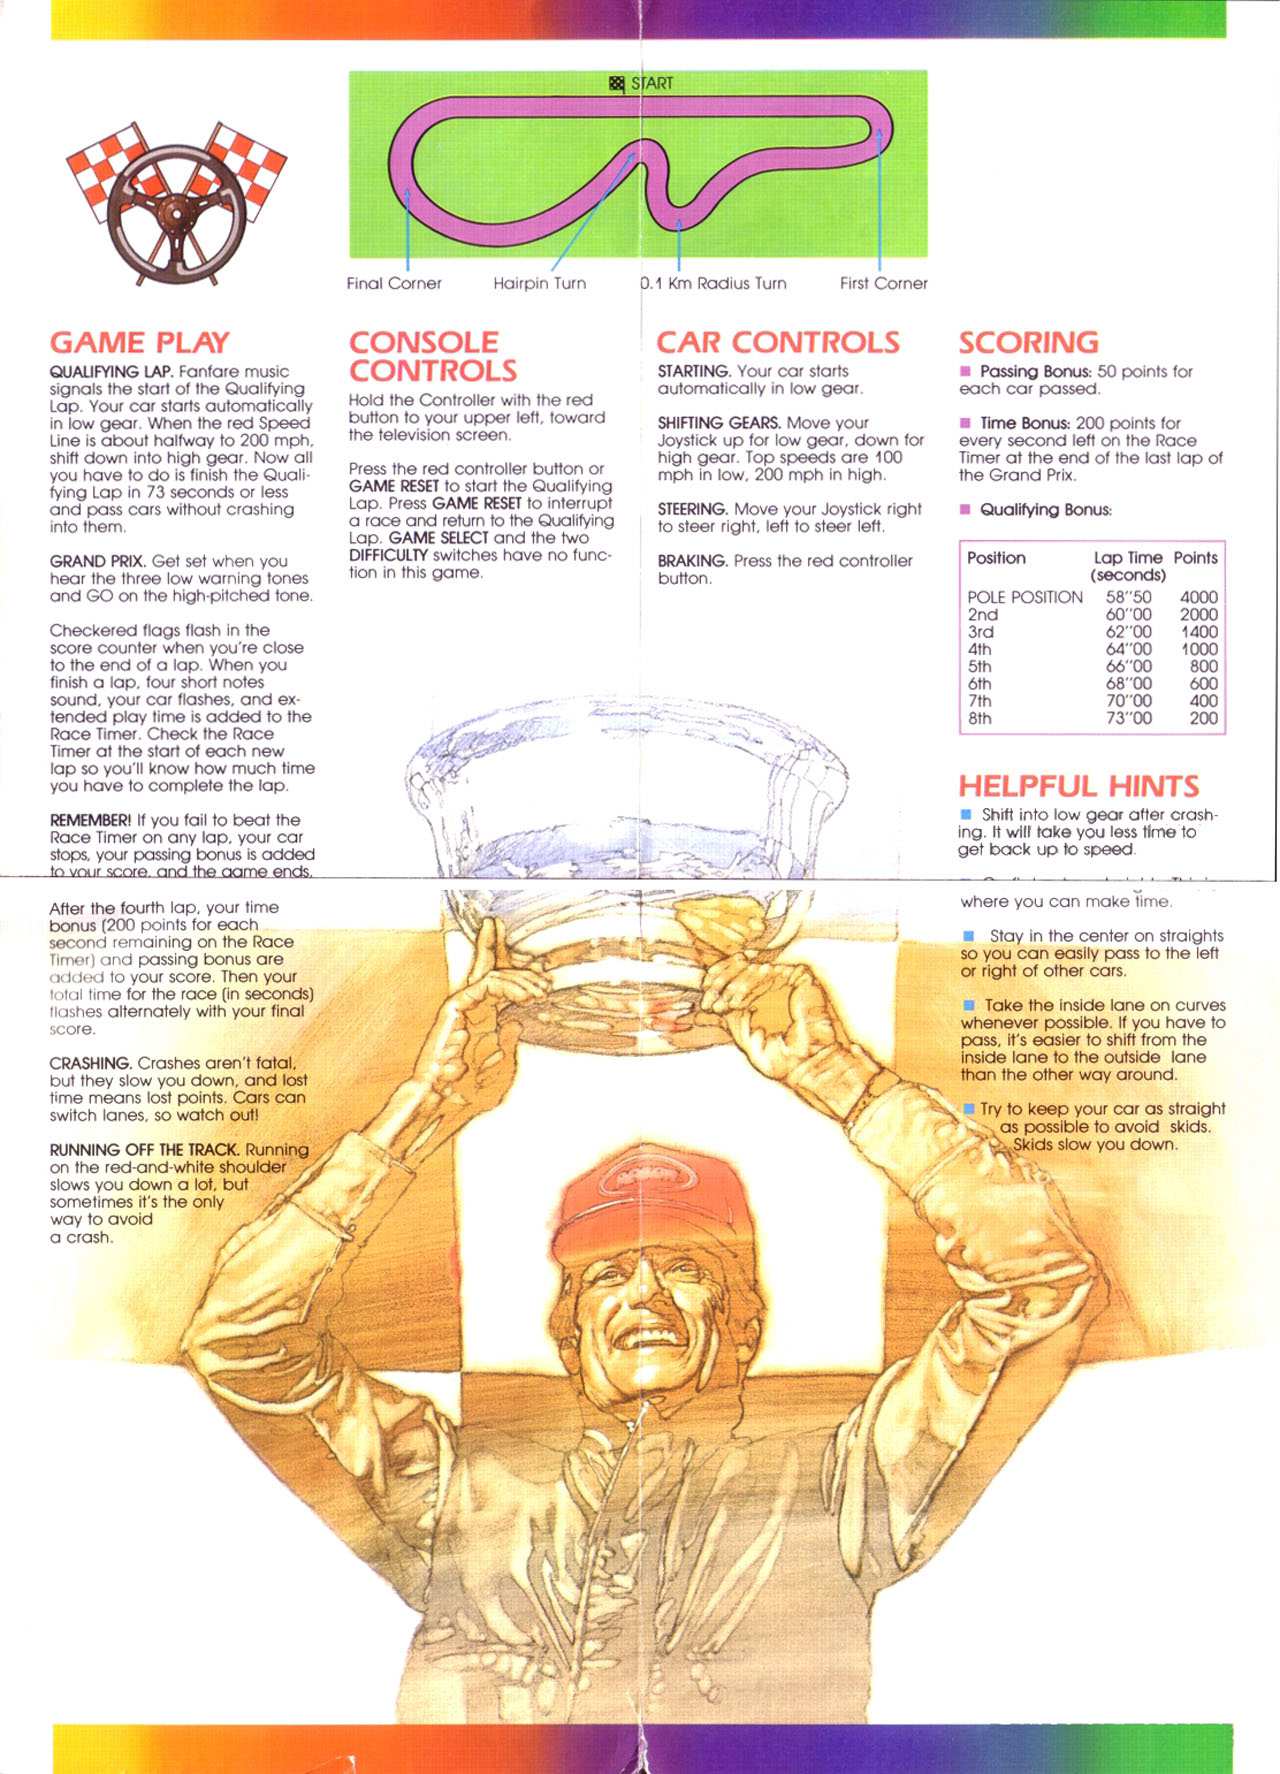 START
Final Corner
Hairpin Turn
0.1 Km Radius Turn
First Corner
GAME PLAY
QUALIFYING LAP. Fanfare music
signals the start of the Qualifying
Lap. Your car starts automatically
in low gear. When the red Speed
Line is about halfway to 200 mph,
shift down into high gear. Now all
you have to do is finish the Quali-
fying Lap in 73 seconds or less
and pass cars without crashing
into them.
GRAND PRIX. Get set when you
hear the three low warning tones
and GO on the high-pitched tone.
Checkered flags flash in the
score counter when you're close
to the end of a lap. When you
finish a lap, four short notes
sound, your car flashes, and ex-
tended play time is added to the
Race Timer. Check the Race
Timer at the start of each new
lap so you'll know how much time
you have to complete the lap.
REMEMBER! If you fail to beat the
Race Timer on any lap, your car
stops, your passing bonus is added
to your score, and the game ends.
After the fourth lap, your time
bonus (200 points for each
second remaining on the Race
Timer) and passing bonus are
added to your score. Then your
total time for the race (in seconds)
flashes alternately with your final
score.
CRASHING. Crashes aren't fatal,
but they slow you down, and lost
time means lost points. Cars can
switch lanes, so watch out!
RUNNING OFF THE TRACK. Running
on the red-and-white shoulder
slows you down a lot, but
sometimes it's the only
way to avoid
a crash.
CONSOLE
CONTROLS
Hold the Controller with the red
button to your upper left, toward
the television screen.
Press the red controller button or
GAME RESET to start the Qualifying
Lap. Press GAME RESET to interrupt
a race and return to the Qualifying
Lap. GAME SELECT and the two
DIFFICULTY switches have no func-
tion in this game.
CAR CONTROLS
STARTING. Your car starts
automatically in low gear.
SHIFTING GEARS. Move your
Joystick up for low gear, down for
high gear. Top speeds are 100
mph in low, 200 mph in high.
STEERING. Move your Joystick right
to steer right, left to steer left.
BRAKING. Press the red controller
button.
SCORING
Passing Bonus: 50 points for
each car passed.
Time Bonus: 200 points for
every second left on the Race
Timer at the end of the last lap of
the Grand Prix.
Qualifying Bonus:
Position Lap Time Points
(seconds)
POLE POSITION 58"50 4000
2nd 60"00 2000
3rd 62"00 1400
4th 64"00 1000
5th 66"00 800
6th 68"00 600
7th 70"00 400
8th 73"00 200
HELPFUL HINTS
Shift into low gear after crash-
ing. It will take you less time to
get back up to speed.
where you can make time.
Stay in the center on straights
so you can easily pass to the left
or right of other cars.
Take the inside lane on curves
whenever possible. If you have to
pass, it's easier to shift from the
inside lane to the outside lane
than the other way around.
Try to keep your car as straight
as possible to avoid skids.
Skids slow you down.